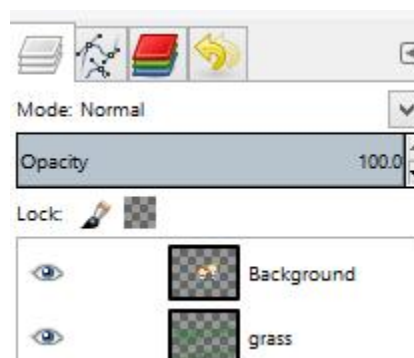 Mode: Normal
Opacity 100.0
Lock:
Background
grass